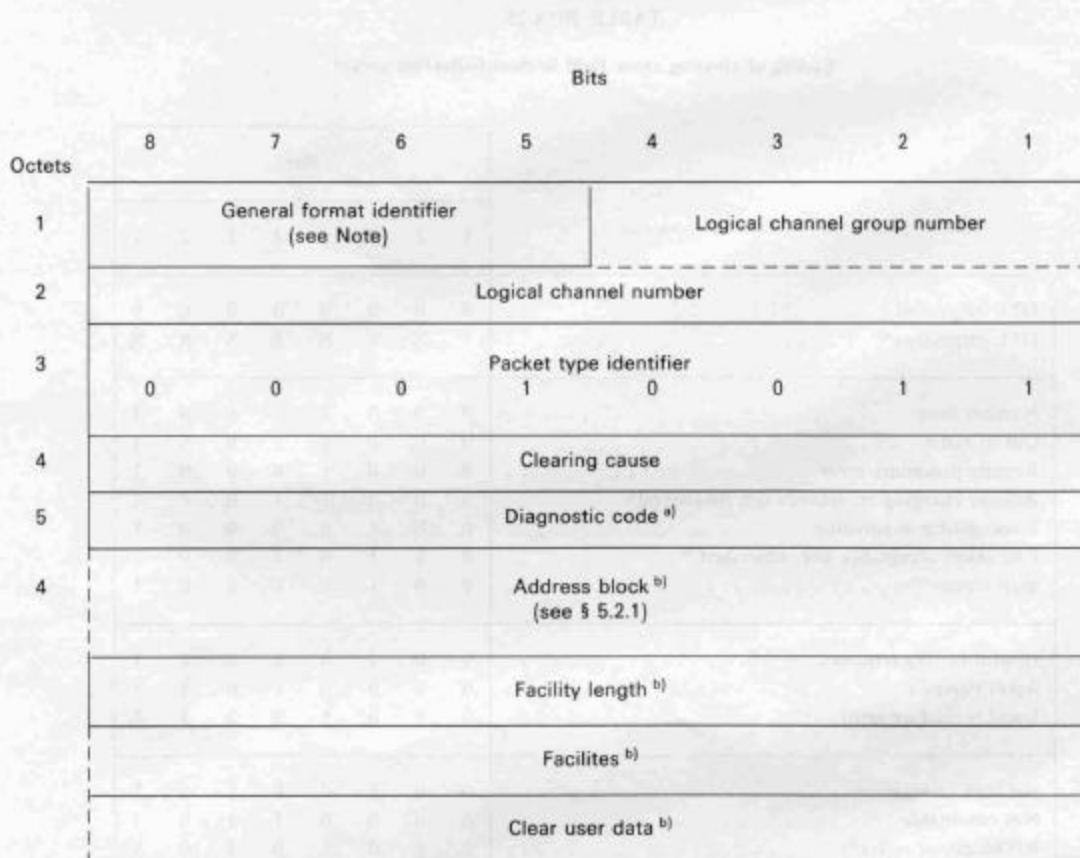 Bits
8 7 6 5 4 3 2 1
Octets
1 General format identifier (see Note) Logical channel group number
2 Logical channel number
3 Packet type identifier
0 0 0 1 0 0 1 1
4 Clearing cause
5 Diagnostic code a)
4 Address block b)
(see § 5.2.1)
Facility length b)
Facilites b)
Clear user data b)